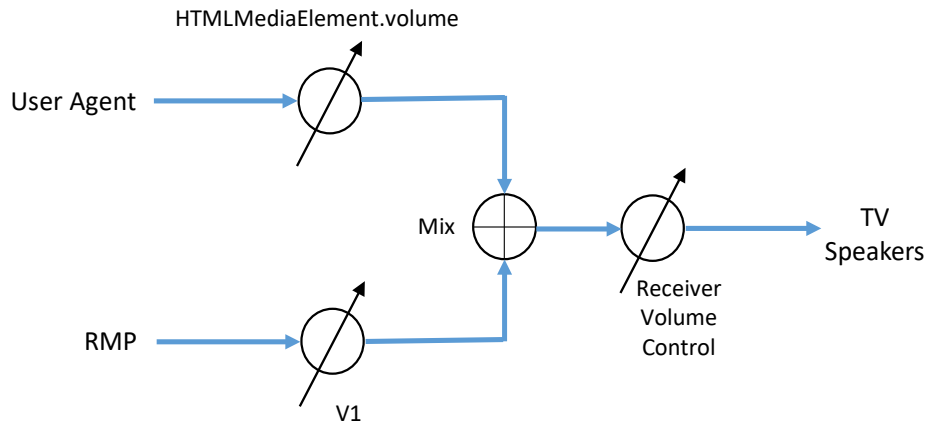 HTMLMediaElement.volume
User Agent
Mix
TV
Speakers
Receiver
Volume
Control
RMP
V1